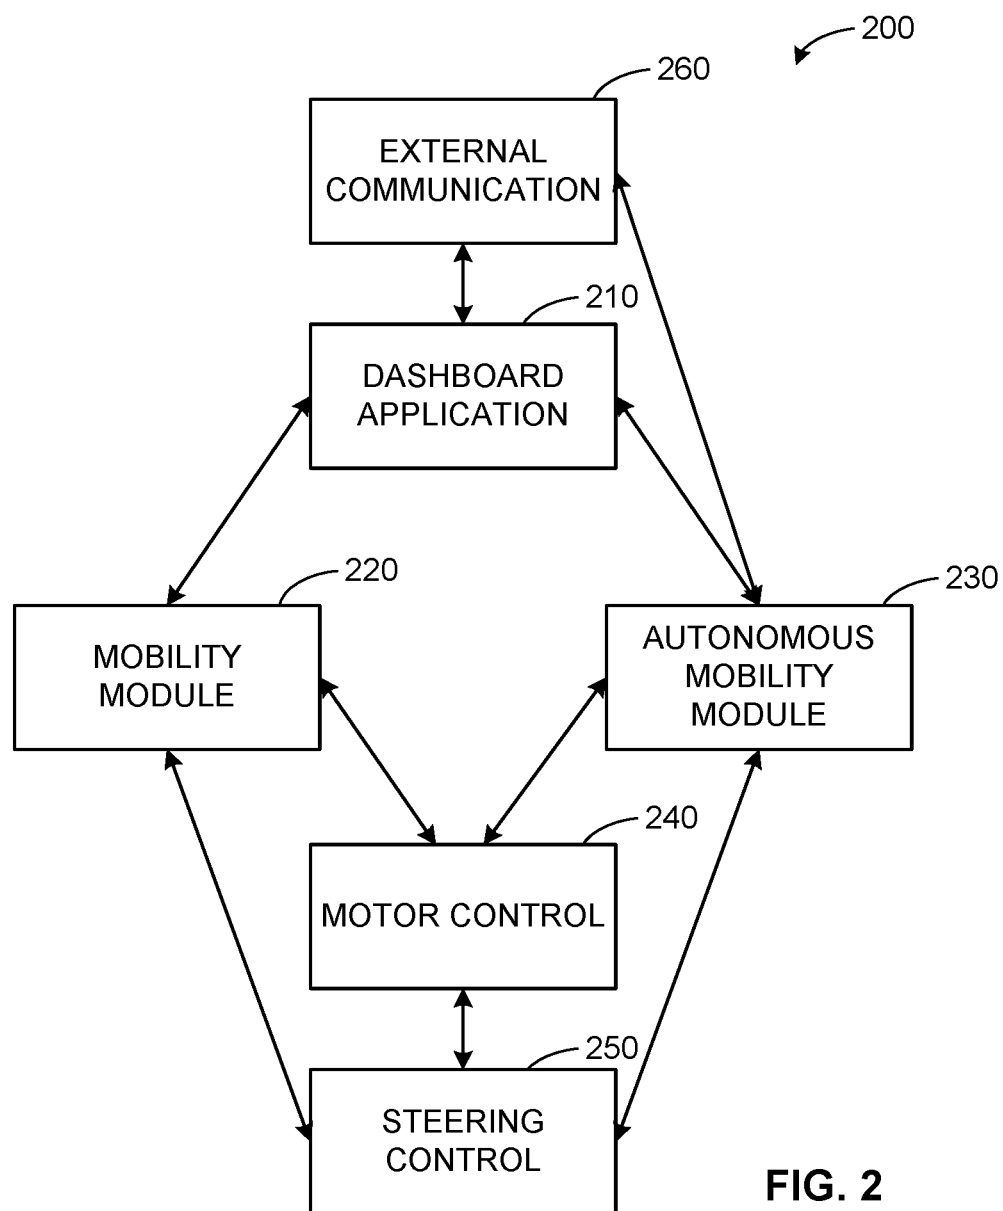 200
260
EXTERNAL
COMMUNICATION
210
DASHBOARD
APPLICATION
220
MOBILITY
MODULE
230
AUTONOMOUS
MOBILITY
MODULE
240
MOTOR CONTROL
250
STEERING
CONTROL
FIG. 2